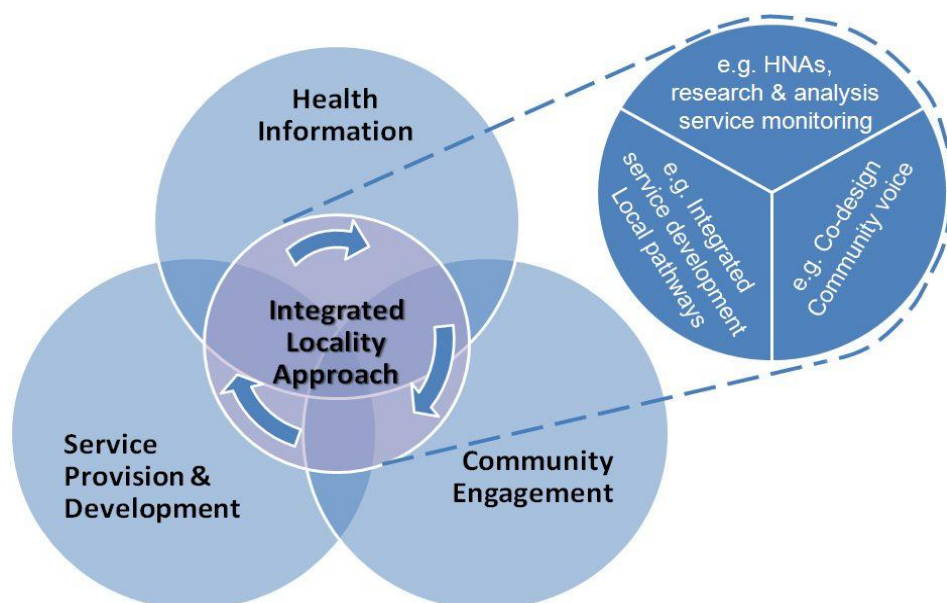 Health
Information
Integrated
Locality
Approach
Service
Provision &
Development
Community
Engagement
e.g. HNAs,
research & analysis
service monitoring
e.g. Integrated
service development
Local pathways
e.g. Co-design
Community voice